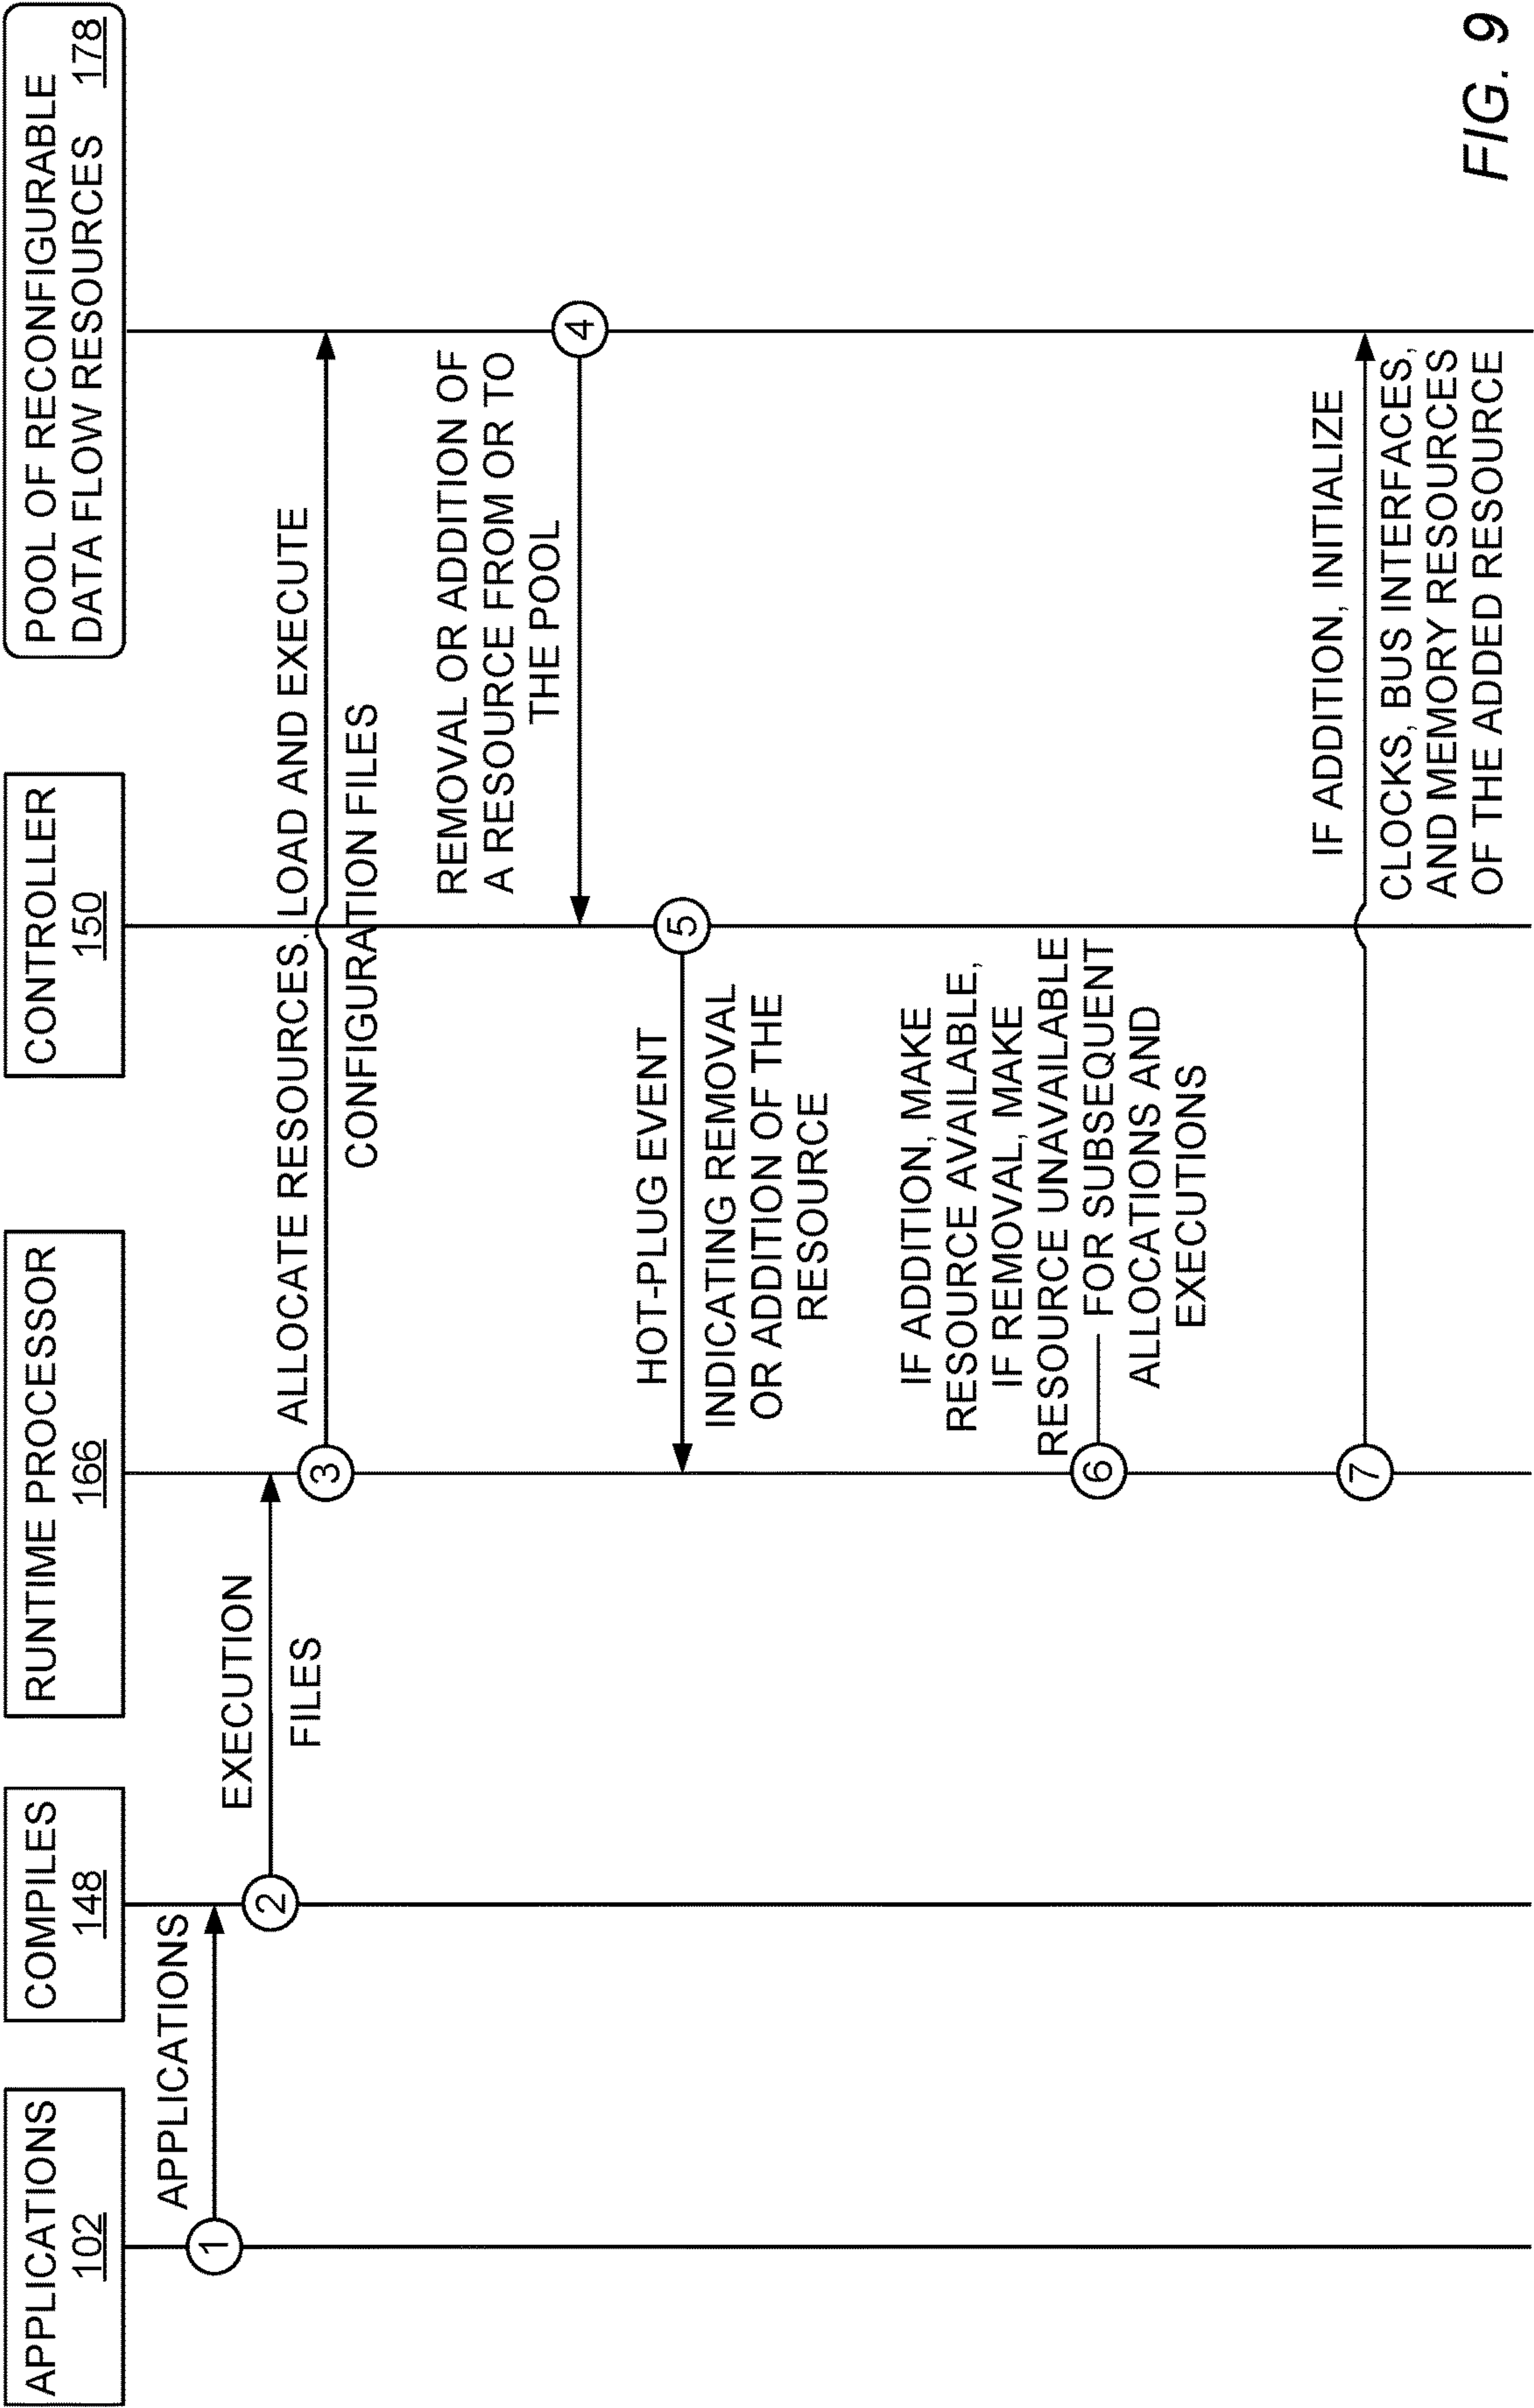 APPLICATIONS
102
COMPILES
148
RUNTIME PROCESSOR
166
CONTROLLER
150
POOL OF RECONFIGURABLE
DATA FLOW RESOURCES 178
APPLICATIONS
1
EXECUTION
2
FILES
ALLOCATE RESOURCES, LOAD AND EXECUTE
3
CONFIGURATION FILES
REMOVAL OR ADDITION OF
A RESOURCE FROM OR TO
THE POOL
4
HOT-PLUG EVENT
5
INDICATING REMOVAL
OR ADDITION OF THE
RESOURCE
IF ADDITION, MAKE
RESOURCE AVAILABLE,
IF REMOVAL, MAKE
RESOURCE UNAVAILABLE
6 FOR SUBSEQUENT
ALLOCATIONS AND
EXECUTIONS
IF ADDITION, INITIALIZE
7
CLOCKS, BUS INTERFACES,
AND MEMORY RESOURCES
OF THE ADDED RESOURCE
FIG. 9